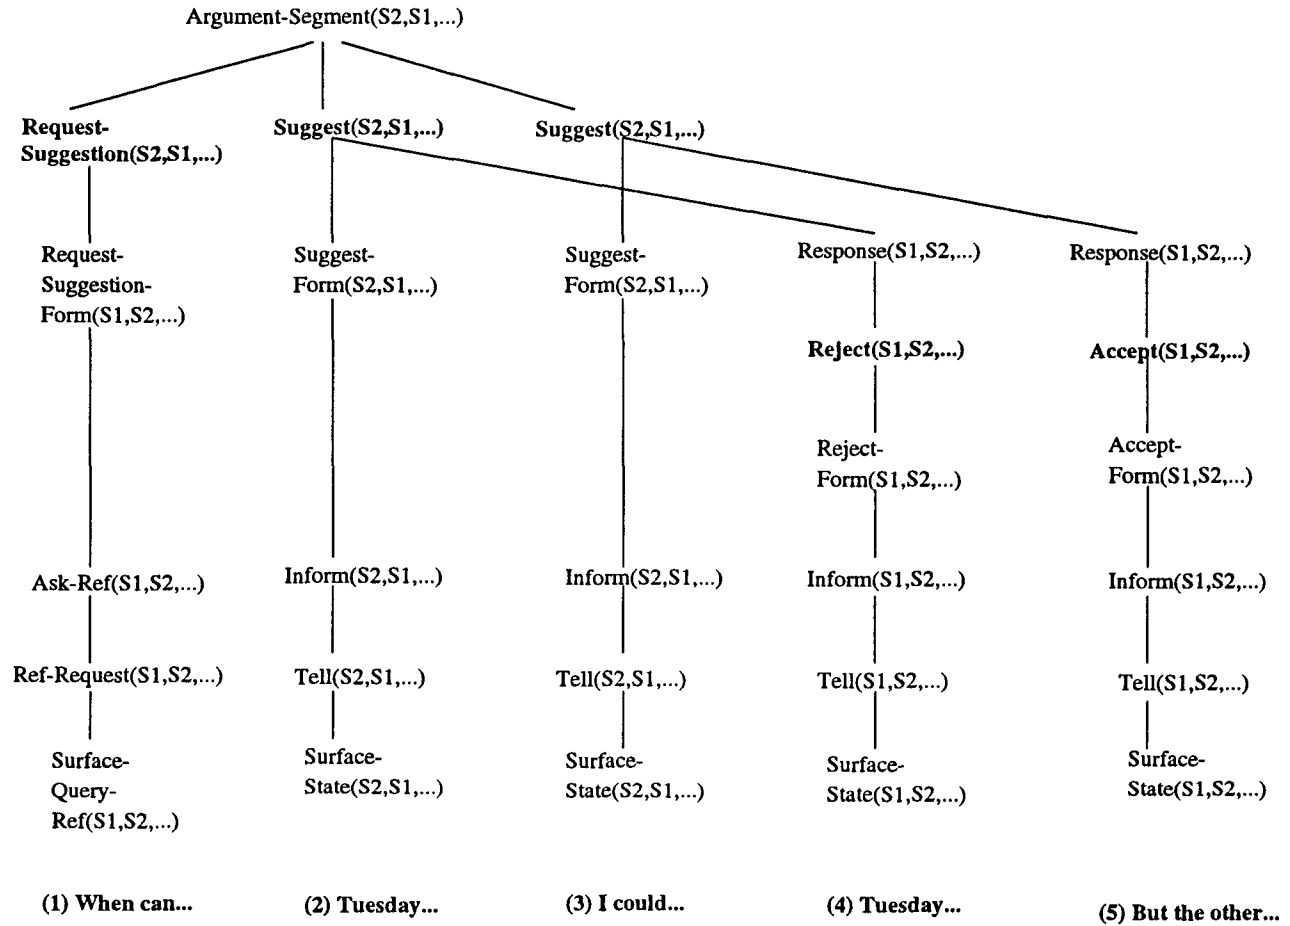 Argument-Segment(S2,S1,...)
Request-
Suggestion(S2,S1,...)
Suggest(S2,S1,...)
Suggest(S2,S1,...)
Request-
Suggestion-
Form(S1,S2,...)
Suggest-
Form(S2,S1,...)
Suggest-
Form(S2,S1,...)
Response(S1,S2,...)
Response(S1,S2,...)
Reject(S1,S2,...)
Accept(S1,S2,...)
Reject-
Form(S1,S2,...)
Accept-
Form(S1,S2,...)
Ask-Ref(S1,S2,...)
Inform(S2,S1,...)
Inform(S2,S1,...)
Inform(S1,S2,...)
Inform(S1,S2,...)
Ref-Request(S1,S2,...)
Tell(S2,S1,...)
Tell(S2,S1,...)
Tell(S1,S2,...)
Tell(S1,S2,...)
Surface-
Query-
Ref(S1,S2,...)
Surface-
State(S2,S1,...)
Surface-
State(S2,S1,...)
Surface-
State(S1,S2,...)
Surface-
State(S1,S2,...)
(1) When can...
(2) Tuesday...
(3) I could...
(4) Tuesday...
(5) But the other...